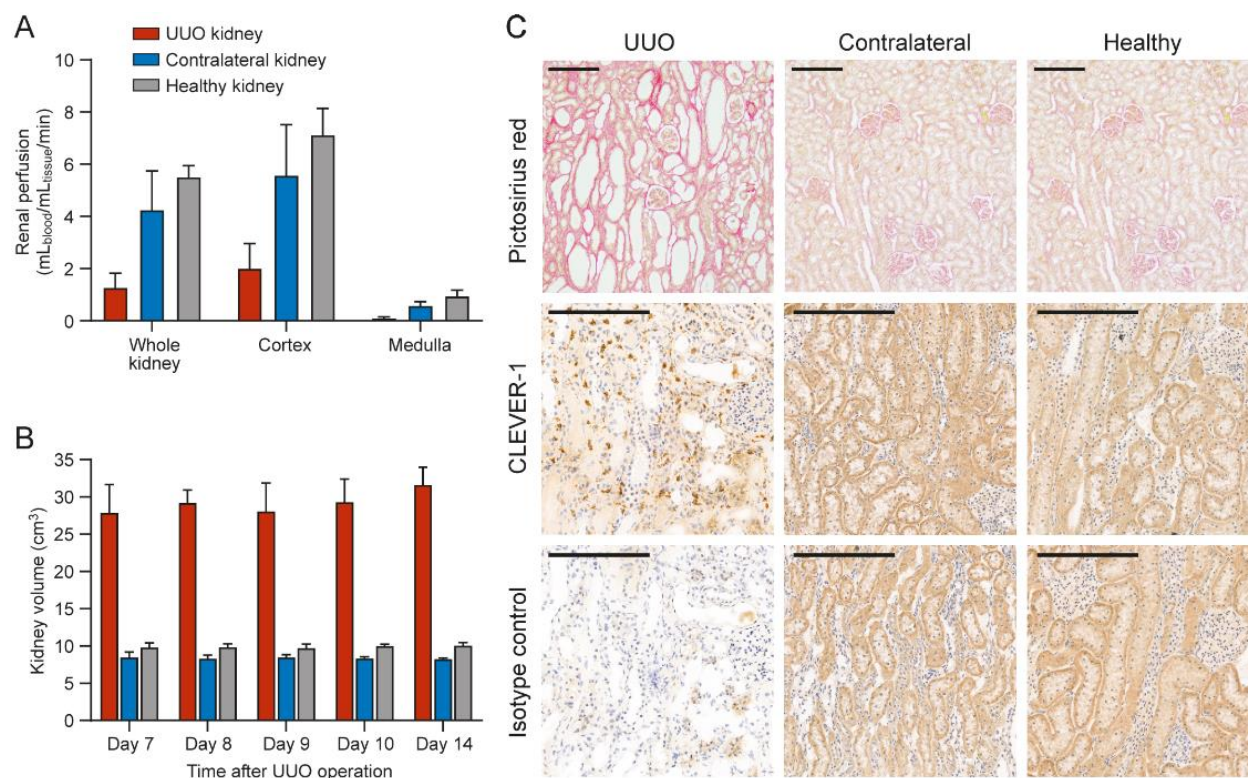 A
UUO kidney
Contralateral kidney
Healthy kidney
Renal perfusion
(mLblood/mLtissue/min)
10
8
6
4
2
0
Whole
kidney
Cortex
Medulla
B
Kidney volume (cm³)
35
30
25
20
15
10
5
0
Day 7
Day 8
Day 9
Day 10
Day 14
Time after UUO operation
C
UUO
Contralateral
Healthy
Pictosirius red
CLEVER-1
Isotype control